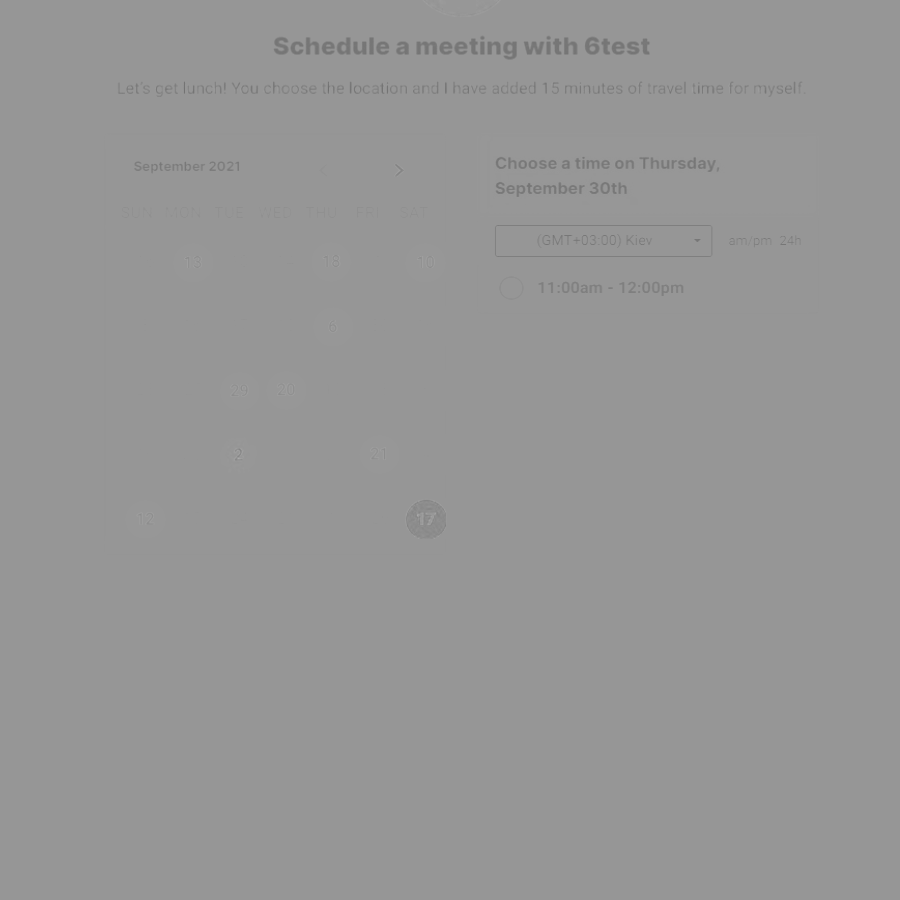 Schedule a meeting with 6test
Let's get lunch! You choose the location and I have added 15 minutes of travel time for myself.
September 2021
SUN MON TUE WED THU FRI SAT
13 18 10
6
29 25
2 21
12 17
Choose a time on Thursday,
September 30th
(GMT+03:00) Kiev am/pm 24h
11:00am - 12:00pm